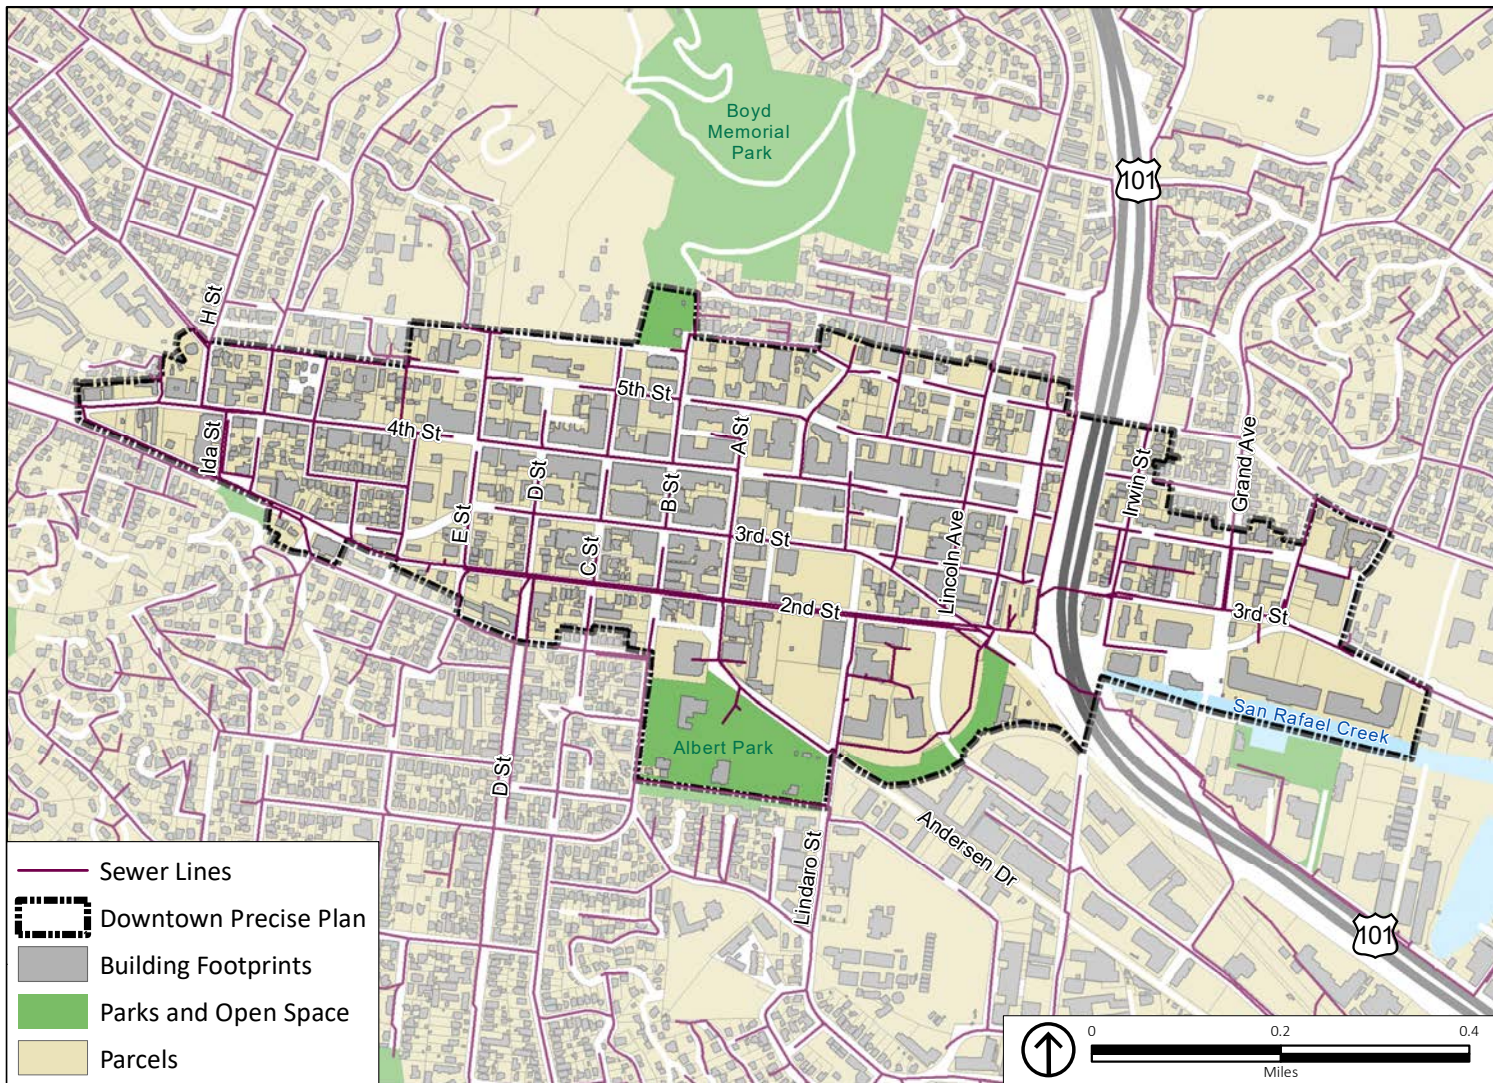 Boyd
Memorial
Park
101
H St
5th St
4th St
A St
Ida St
D St
B St
E St
C St
3rd St
Lincoln Ave
Irwin St
Grand Ave
2nd St
3rd St
San Rafael Creek
Albert Park
D St
Andersen Dr
Lindaro St
101
Sewer Lines
Downtown Precise Plan
Building Footprints
Parks and Open Space
Parcels
0 0.2 0.4
Miles